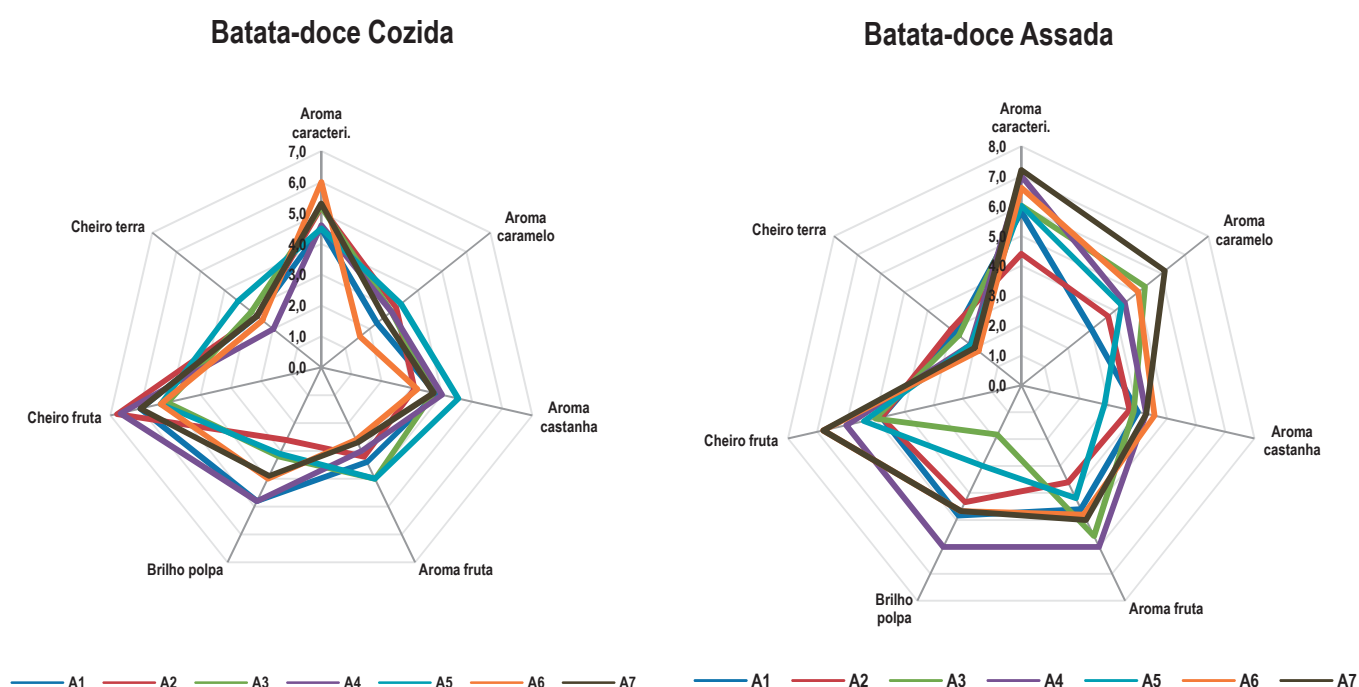 Batata-doce Cozida
Aroma
caracteri.
7,0
6,0
5,0
4,0
3,0
2,0
1,0
0,0
Aroma
caramelo
Aroma
castanha
Aroma fruta
Brilho polpa
Cheiro fruta
Cheiro terra
A1 A2 A3 A4 A5 A6 A7
Batata-doce Assada
Aroma
caracteri.
8,0
7,0
6,0
5,0
4,0
3,0
2,0
1,0
0,0
Aroma
caramelo
Aroma
castanha
Aroma fruta
Brilho
polpa
Cheiro fruta
Cheiro terra
A1 A2 A3 A4 A5 A6 A7